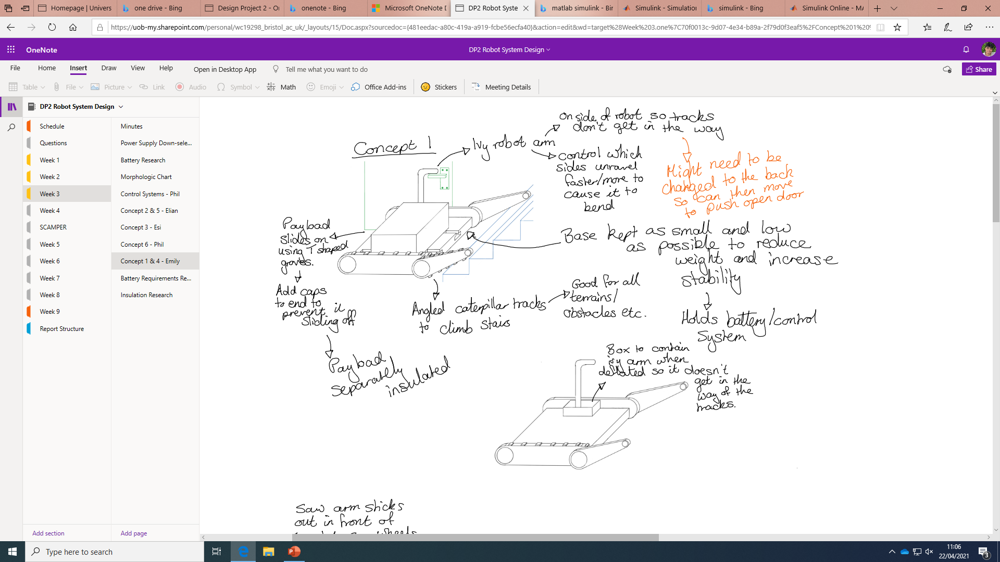 Homepage | Univers
one drive - Bing
Design Project 2 - On
onenote - Bing
Microsoft OneNote D
DP2 Robot Syste
matlab simulink - Bin
Simulink - Simulation
simulink - Bing
Simulink Online - MA
https://uob-my.sharepoint.com/personal/wc19298_bristol_ac_uk/_layouts/15/Doc.aspx?sourcedoc={481eedac-a80c-419a-a919-fcbe56ecfa40}&action=edit&wd=target%28Week%203.one%7C70f0013c-9d07-4e34-b89a-2f79d0f3eaf5%2FConcept%201%20%
OneNote
DP2 Robot System Design
File Home Insert Draw View Help Open in Desktop App Tell me what you want to do
Share
Table File Picture Link Audio Symbol Math Emoji Office Add-ins Stickers Meeting Details
DP2 Robot System Design
Schedule
Questions
Week 1
Week 2
Week 3
Week 4
SCAMPER
Week 5
Week 6
Week 7
Week 8
Week 9
Report Structure
Add section
Minutes
Power Supply Down-sele...
Battery Research
Morphologic Chart
Control Systems - Phil
Concept 2 & 5 - Elian
Concept 3 - Esi
Concept 6 - Phil
Concept 1 & 4 - Emily
Battery Requirements Re...
Insulation Research
Add page
Concept 1
Ivy robot arm
on side of robot so tracks
don't get in the way
Might need to be
changed to the back
so can then move
to push open door
control which
sides unravel
faster/more to
cause it to
bend
Payload
slides on
using T shaped
groves.
Add caps
to end to
prevent it
sliding off
Payload
separately
insulated
Base kept as small and low
as possible to reduce
weight and increase
stability
Holds battery/control
system
Angled caterpillar tracks
to climb stairs
Good for all
terrains/
obstacles etc.
Box to contain
ivy arm when
deflated so it doesn't
get in the
way of the
tracks.
Saw arm sticks
out in front of
wheels
Type here to search
11:06
22/04/2021
3